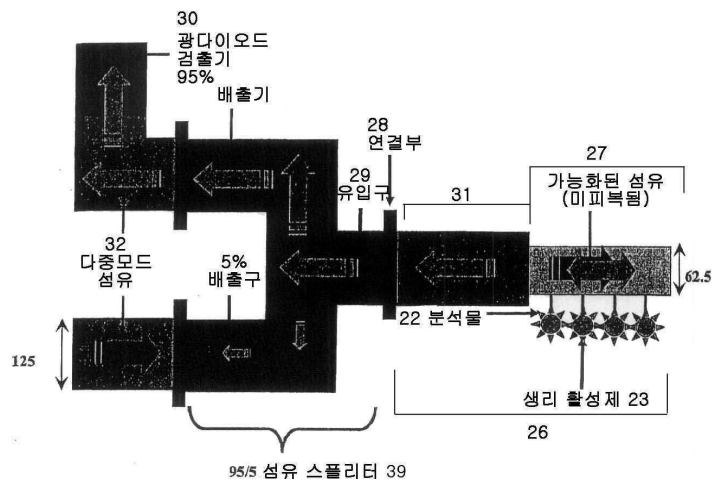 30
광다이오드
검출기
95%
배출기
28
연결부
27
가능화된 섬유
(미피복됨)
29
유입구
31
32
다중모드
섬유
5%
배출구
62.5
22 분석물
125
생리 활성제 23
26
95/5 섬유 스플리터 39